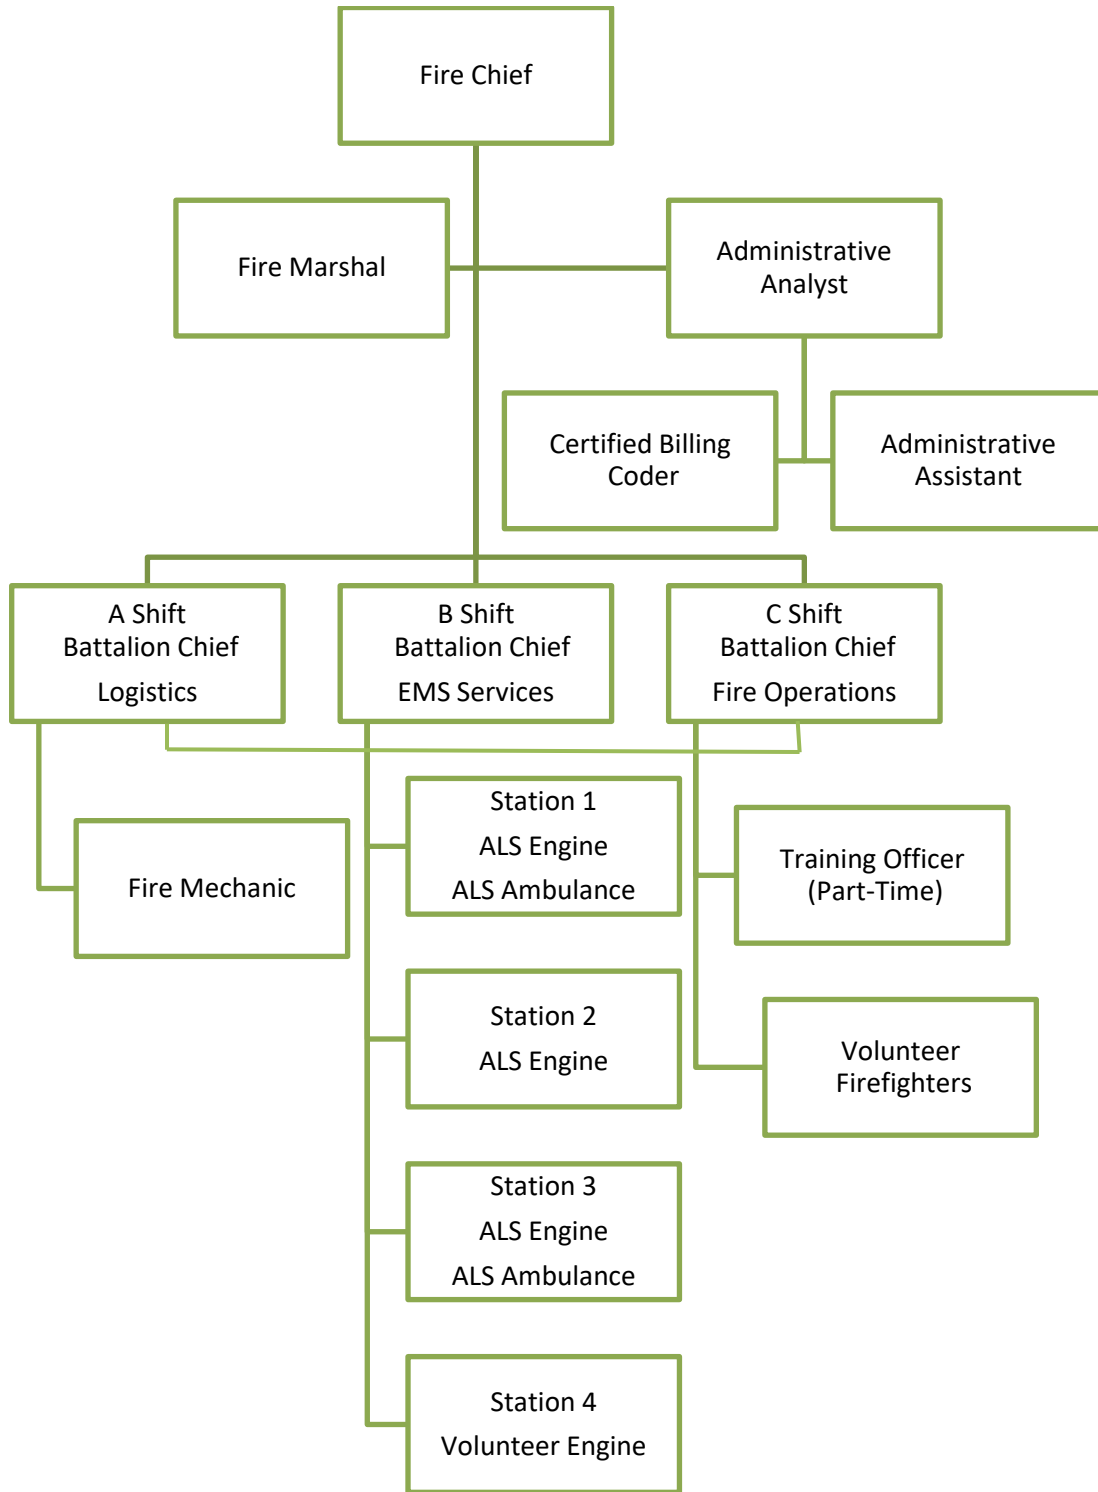 Fire Chief
Fire Marshal
Administrative
Analyst
Certified Billing
Coder
Administrative
Assistant
A Shift
Battalion Chief
Logistics
B Shift
Battalion Chief
EMS Services
C Shift
Battalion Chief
Fire Operations
Fire Mechanic
Station 1
ALS Engine
ALS Ambulance
Training Officer
(Part-Time)
Station 2
ALS Engine
Volunteer
Firefighters
Station 3
ALS Engine
ALS Ambulance
Station 4
Volunteer Engine